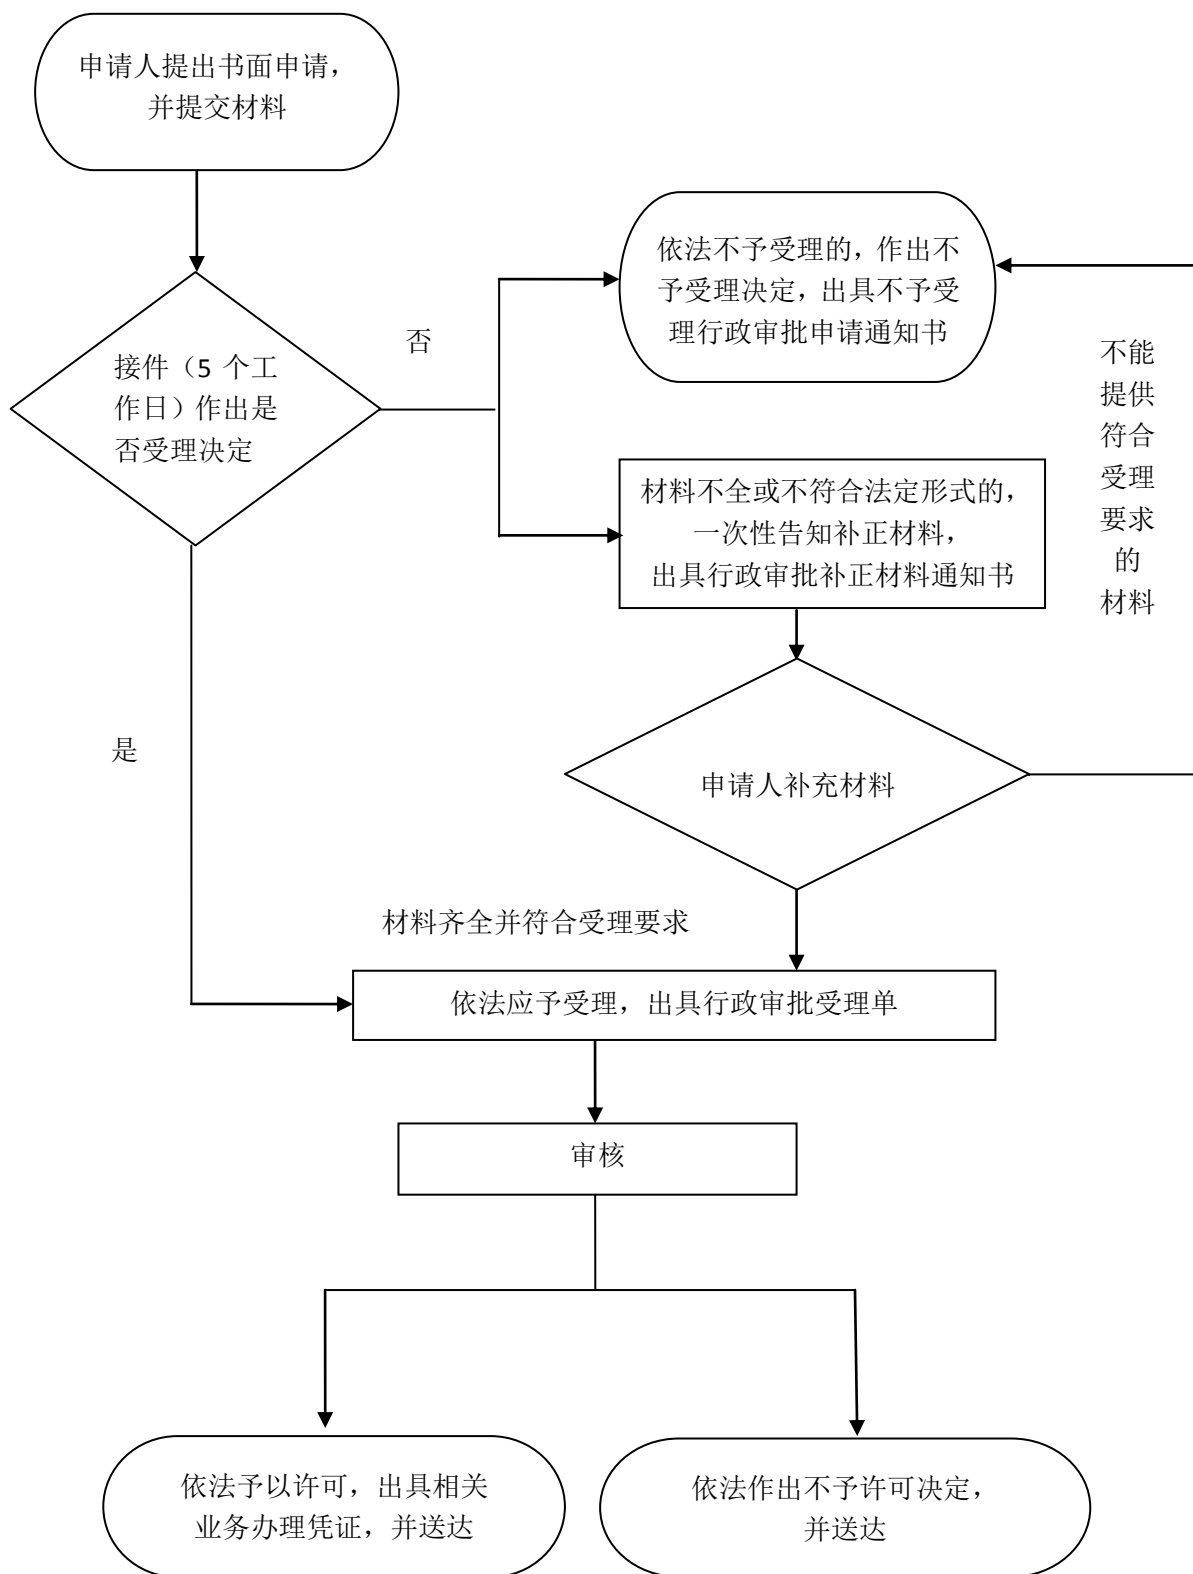 申请人提出书面申请，
并提交材料
依法不予受理的，作出不
予受理决定，出具不予受
理行政审批申请通知书
否
接件（5 个工
作日）作出是
否受理决定
不能
提供
符合
受理
要求
的
材料
材料不全或不符合法定形式的，
一次性告知补正材料，
出具行政审批补正材料通知书
是
申请人补充材料
材料齐全并符合受理要求
依法应予受理，出具行政审批受理单
审核
依法予以许可，出具相关
业务办理凭证，并送达
依法作出不予许可决定，
并送达